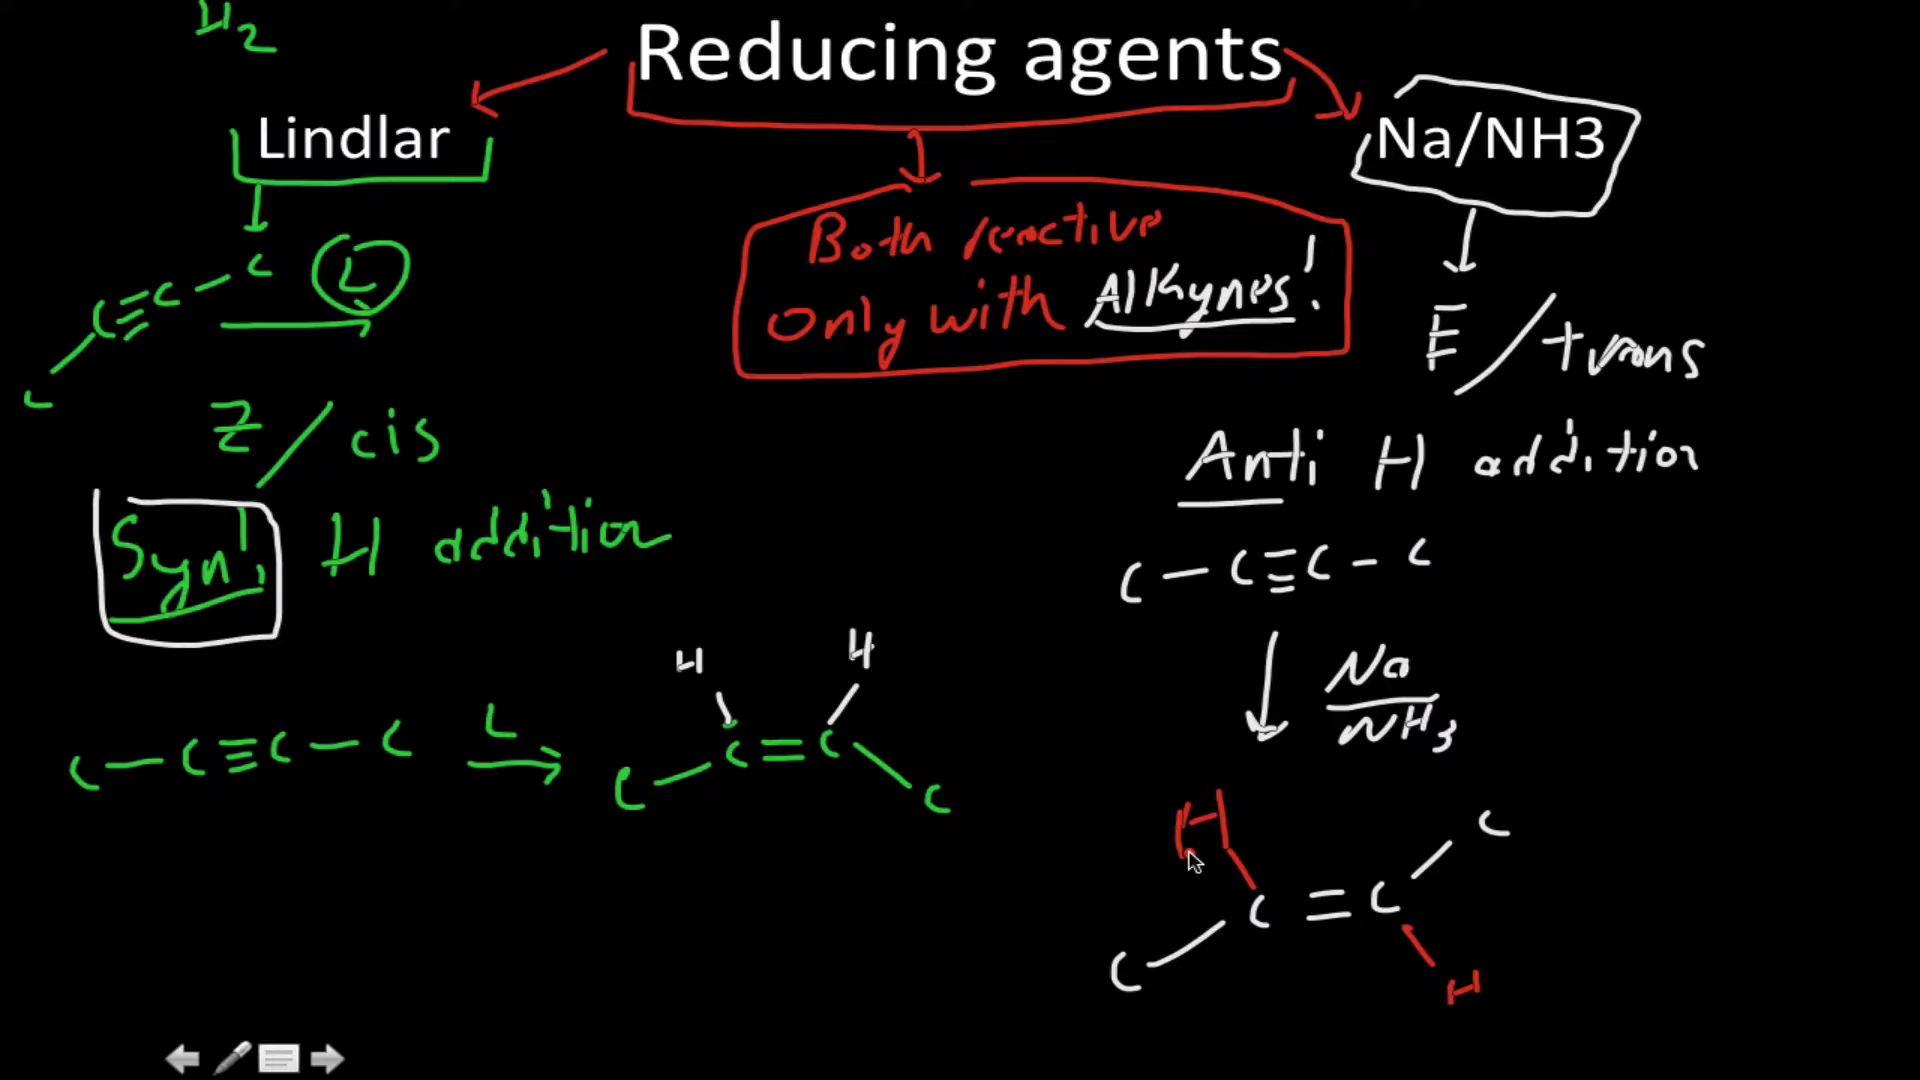 H2
Reducing agents
Lindlar
Na/NH3
Both reactive
only with Alkynes!
C≡C-C L
C
E/trans
Z/cis
Anti H addition
Syn! H addition
C-C≡C-C
Na
NH3
H H
C-C≡C-C L C-C=C-C
H C
C=C
C H